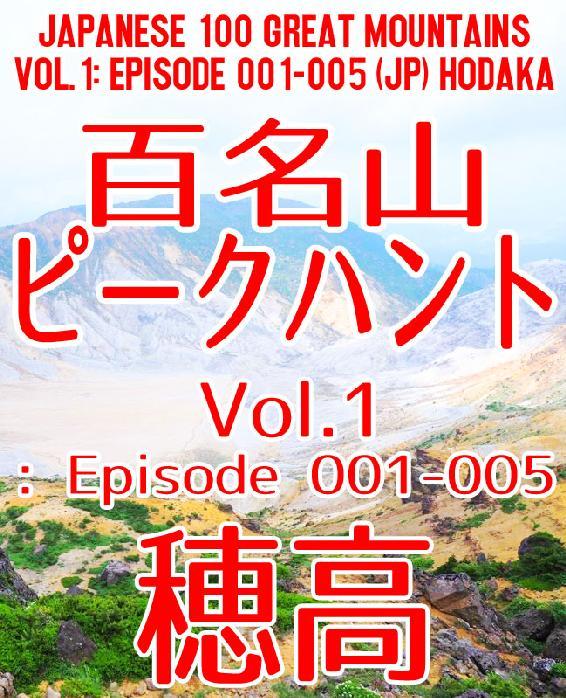 JAPANESE 100 GREAT MOUNTAINS
VOL.1: EPISODE 001-005 (JP) HODAKA
百名山
ピークハント
Vol.1
: Episode 001-005
穂高